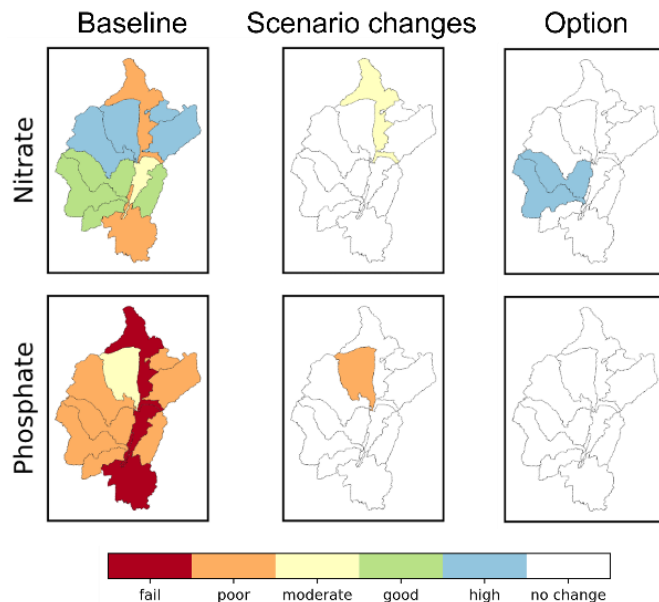 Baseline Scenario changes Option
Nitrate
Phosphate
fail poor moderate good high no change